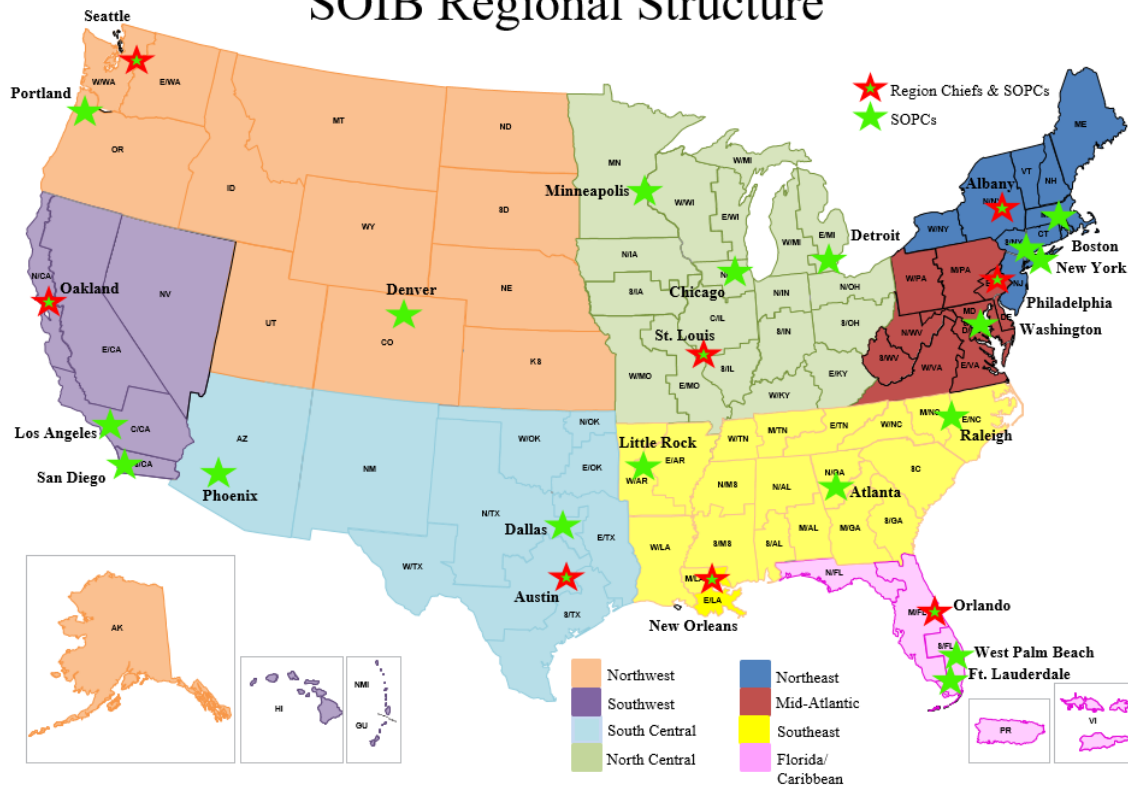 SOIB Regional Structure
Seattle
Region Chiefs & SOPCs
SOPCs
W/WA
E/WA
Portland
MT
ND
ME
OR
MN
W/MI
VT
NH
ID
Minneapolis
Albany
SD
W/WI
WY
E/WI
W/NY
CT
Boston
E/MI
Detroit
W/MI
New York
N/IA
W/PA
M/PA
N/CA
Oakland
NV
Denver
NE
S/IA
Chicago
N/IN
N/OH
NJ
Philadelphia
MD
DE
UT
CO
C/IL
S/IN
S/OH
Washington
St. Louis
N/WV
E/CA
KS
S/WV
W/VA
E/VA
W/MO
E/MO
S/IL
E/KY
W/KY
Los Angeles
C/CA
AZ
W/OK
N/OK
Little Rock
W/TN
M/TN
E/TN
W/NC
M/NC
E/NC
Raleigh
San Diego
NM
E/OK
E/AR
W/AR
N/MS
N/AL
N/GA
SC
Phoenix
Atlanta
N/TX
Dallas
E/TX
W/LA
S/MS
S/AL
M/AL
M/GA
S/GA
W/TX
Austin
S/TX
E/LA
New Orleans
N/FL
M/FL
Orlando
S/FL
West Palm Beach
Ft. Lauderdale
AK
HI
NMI
GU
PR
VI
Northwest
Southwest
South Central
North Central
Northeast
Mid-Atlantic
Southeast
Florida/
Caribbean